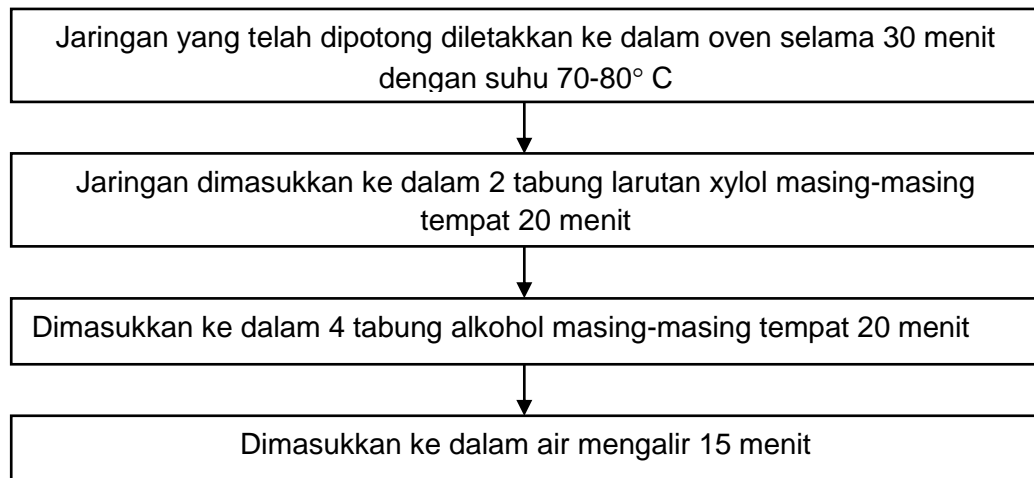 Jaringan yang telah dipotong diletakkan ke dalam oven selama 30 menit
dengan suhu 70-80° C
Jaringan dimasukkan ke dalam 2 tabung larutan xylol masing-masing
tempat 20 menit
Dimasukkan ke dalam 4 tabung alkohol masing-masing tempat 20 menit
Dimasukkan ke dalam air mengalir 15 menit